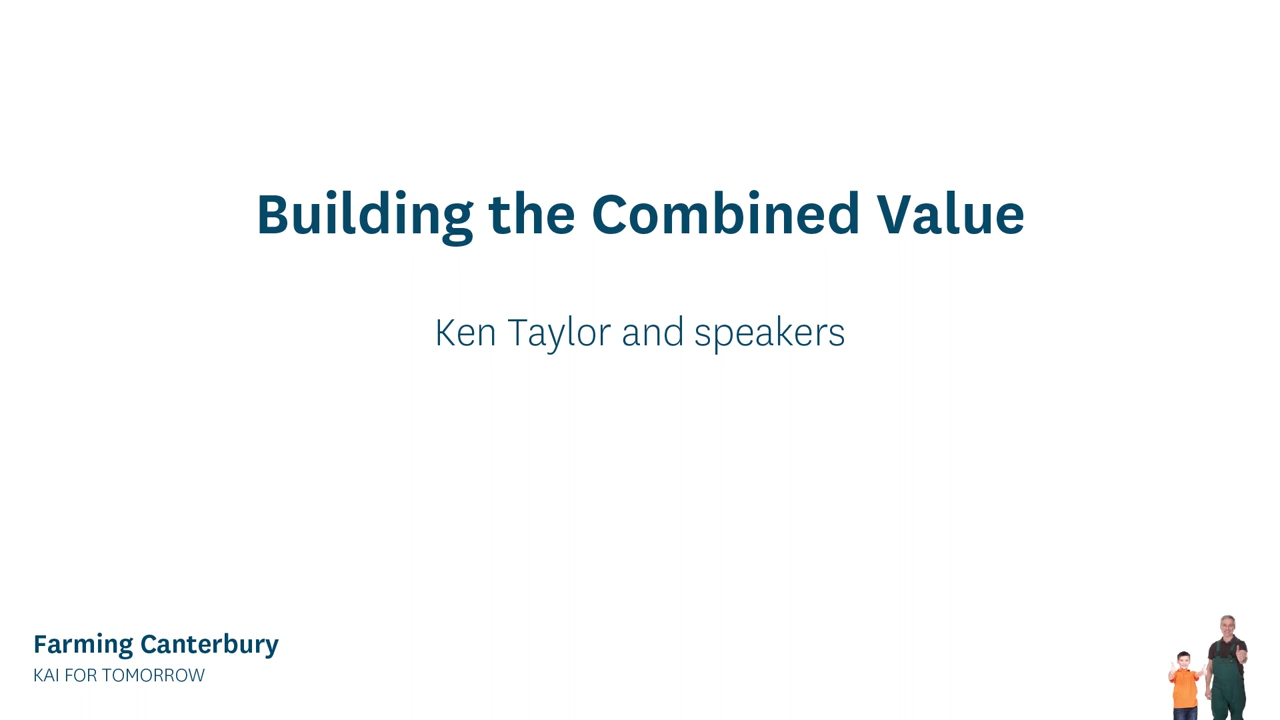 Building the Combined Value
Ken Taylor and speakers
Farming Canterbury
KAI FOR TOMORROW